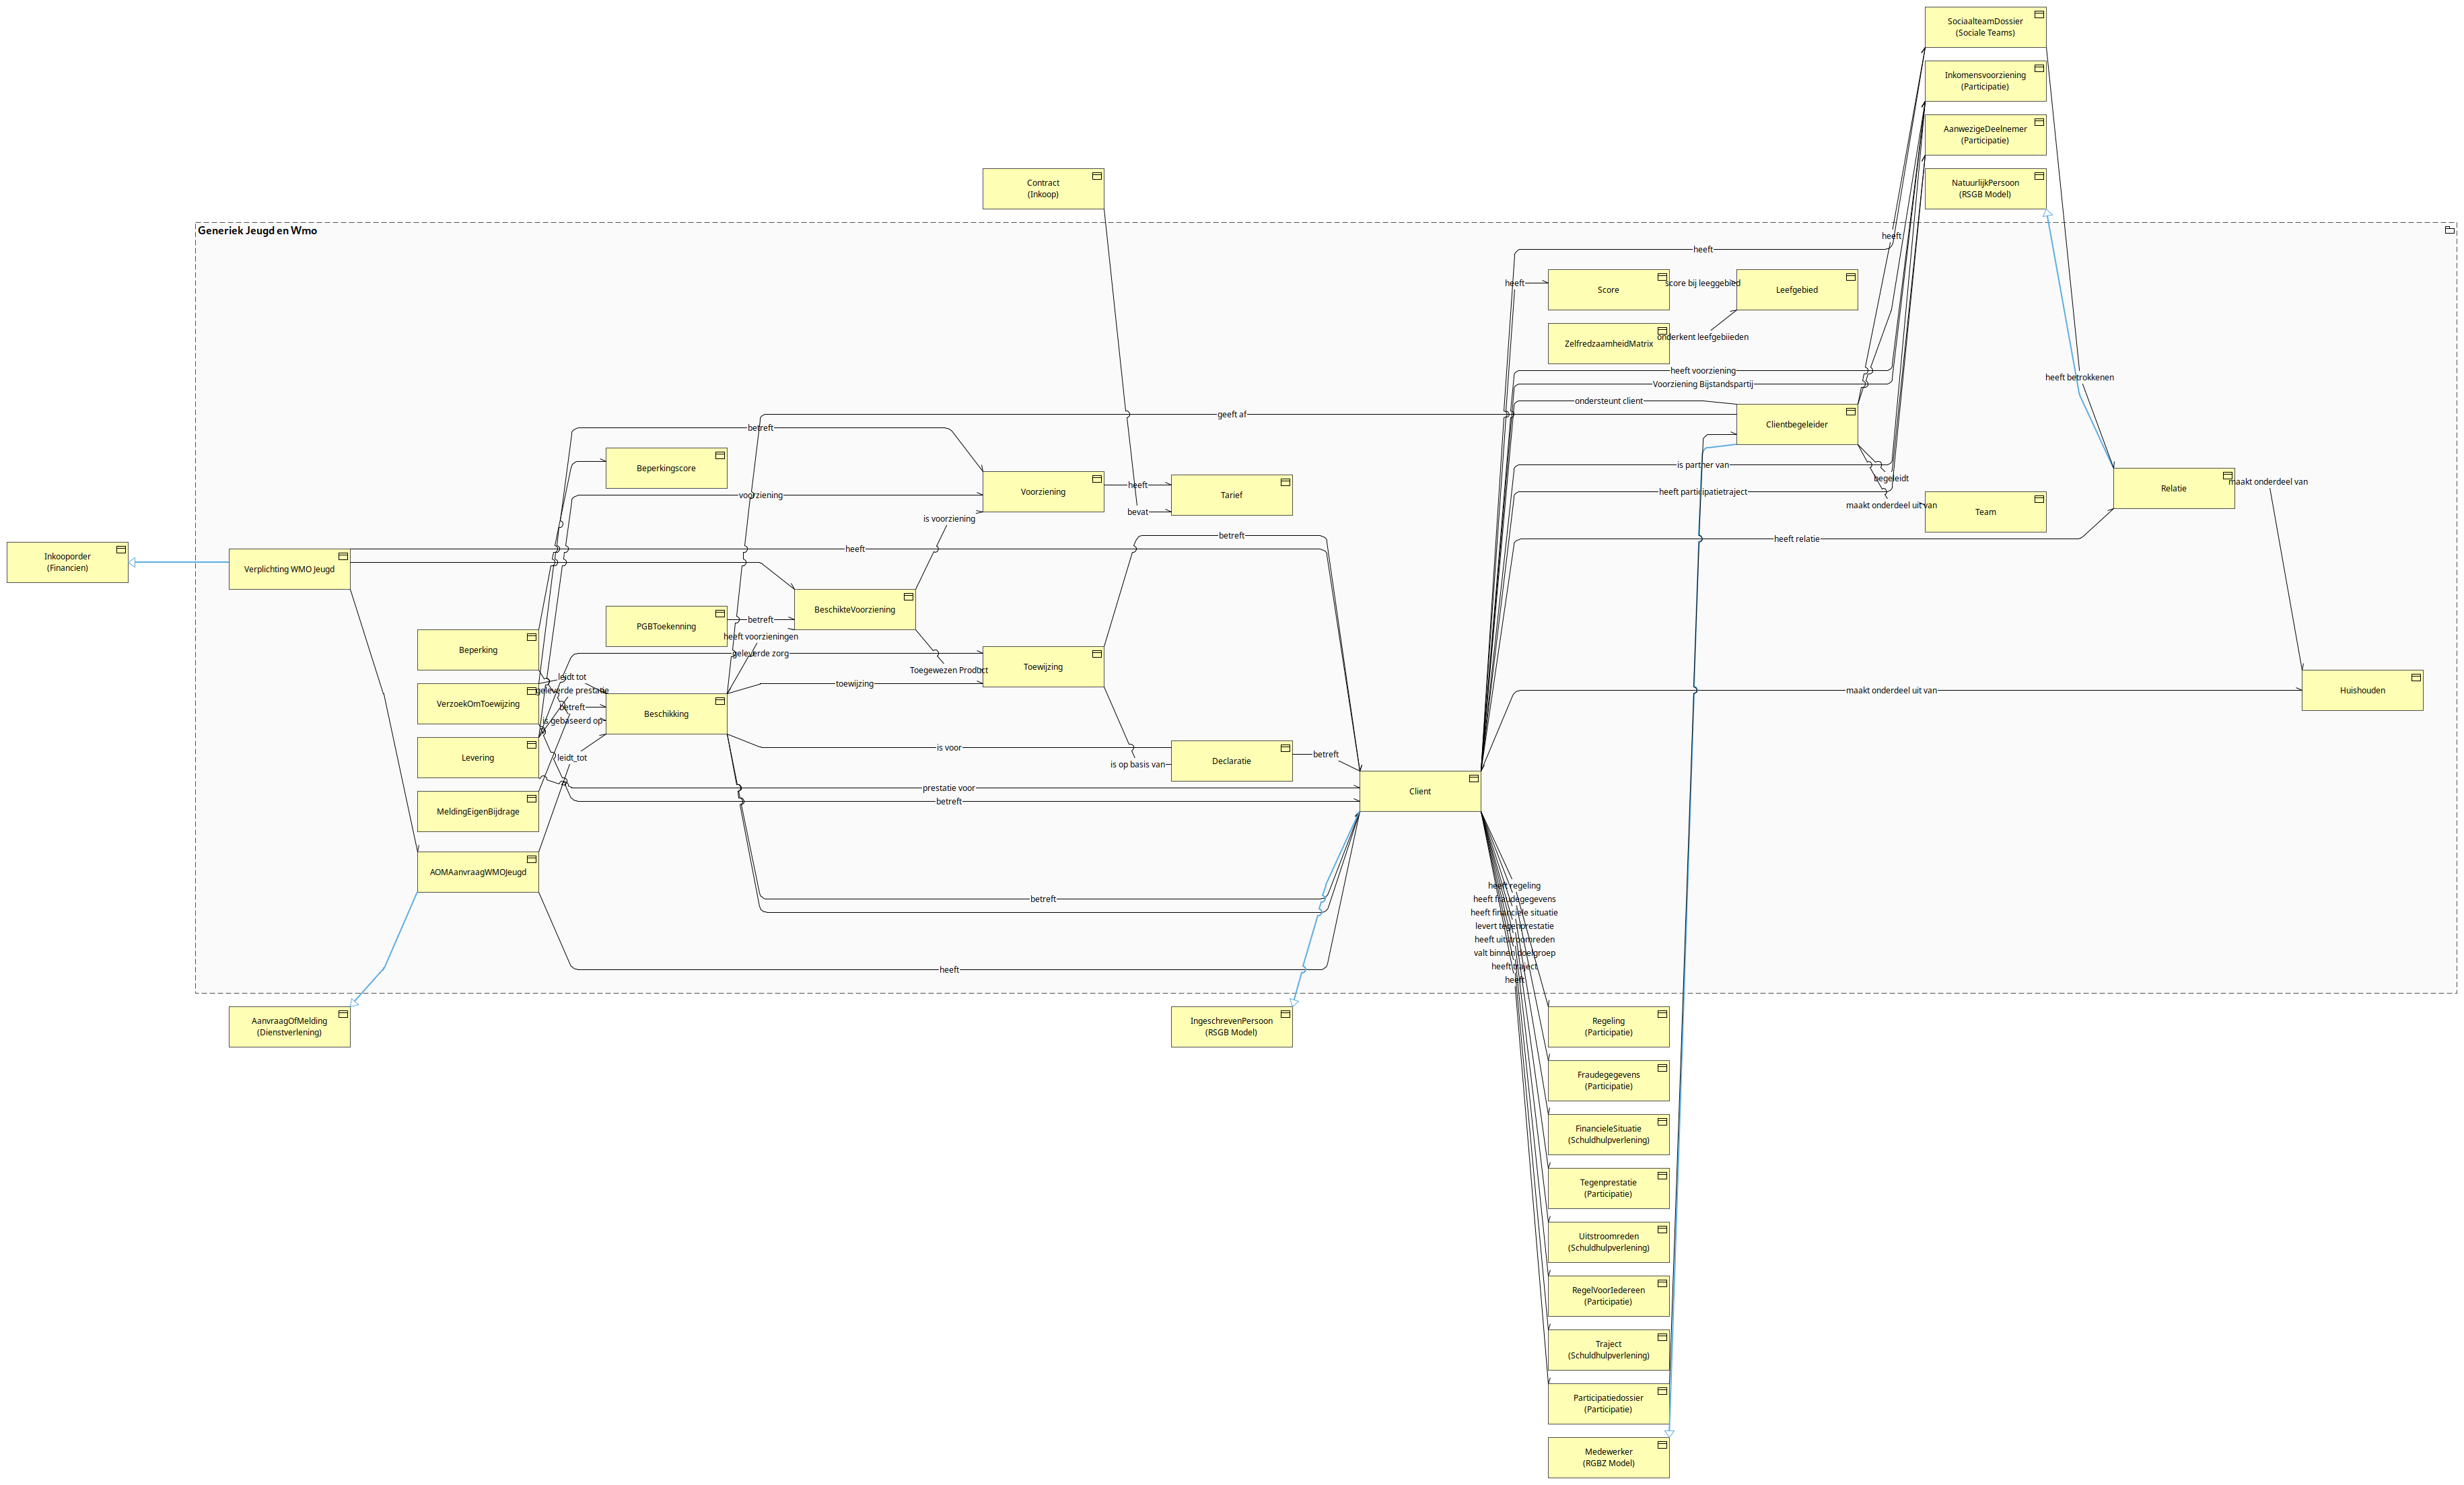 SociaalteamDossier
(Sociale Teams)
Inkomensvoorziening
(Participatie)
AanwezigeDeelnemer
(Participatie)
Contract
(Inkoop)
NatuurlijkPersoon
(RSGB Model)
Generiek Jeugd en Wmo
heeft
heeft
heeft
Score
score bij leeggebied
Leefgebied
ZelfredzaamheidMatrix
onderkent leefgebiieden
heeft voorziening
heeft betrokkenen
Voorziening Bijstandspartij
ondersteunt client
geeft af
Clientbegeleider
betreft
Beperkingscore
is partner van
begeleidt
voorziening
Voorziening
heeft
Tarief
heeft participatietraject
Relatie
maakt onderdeel van
bevat
maakt onderdeel uit van
Team
is voorziening
betreft
heeft relatie
heeft
Inkooporder
(Financien)
Verplichting WMO Jeugd
BeschikteVoorziening
PGBToekenning
betreft
heeft voorzieningen
Beperking
geleverde zorg
Toegewezen Product
Toewijzing
leidt tot
toewijzing
geleverde prestatie
maakt onderdeel uit van
Huishouden
VerzoekOmToewijzing
betreft
Beschikking
is gebaseerd op
is voor
Levering
leidt_tot
Declaratie
betreft
is op basis van
prestatie voor
Client
betreft
MeldingEigenBijdrage
AOMAanvraagWMOJeugd
heeft regeling
betreft
heeft fraudegegevens
heeft financiele situatie
levert tegenprestatie
heeft uitstroomreden
valt binnen doelgroep
heeft traject
heeft
heeft
AanvraagOfMelding
(Dienstverlening)
IngeschrevenPersoon
(RSGB Model)
Regeling
(Participatie)
Fraudegegevens
(Participatie)
FinancieleSituatie
(Schuldhulpverlening)
Tegenprestatie
(Participatie)
Uitstroomreden
(Schuldhulpverlening)
RegelVoorIedereen
(Participatie)
Traject
(Schuldhulpverlening)
Participatiedossier
(Participatie)
Medewerker
(RGBZ Model)